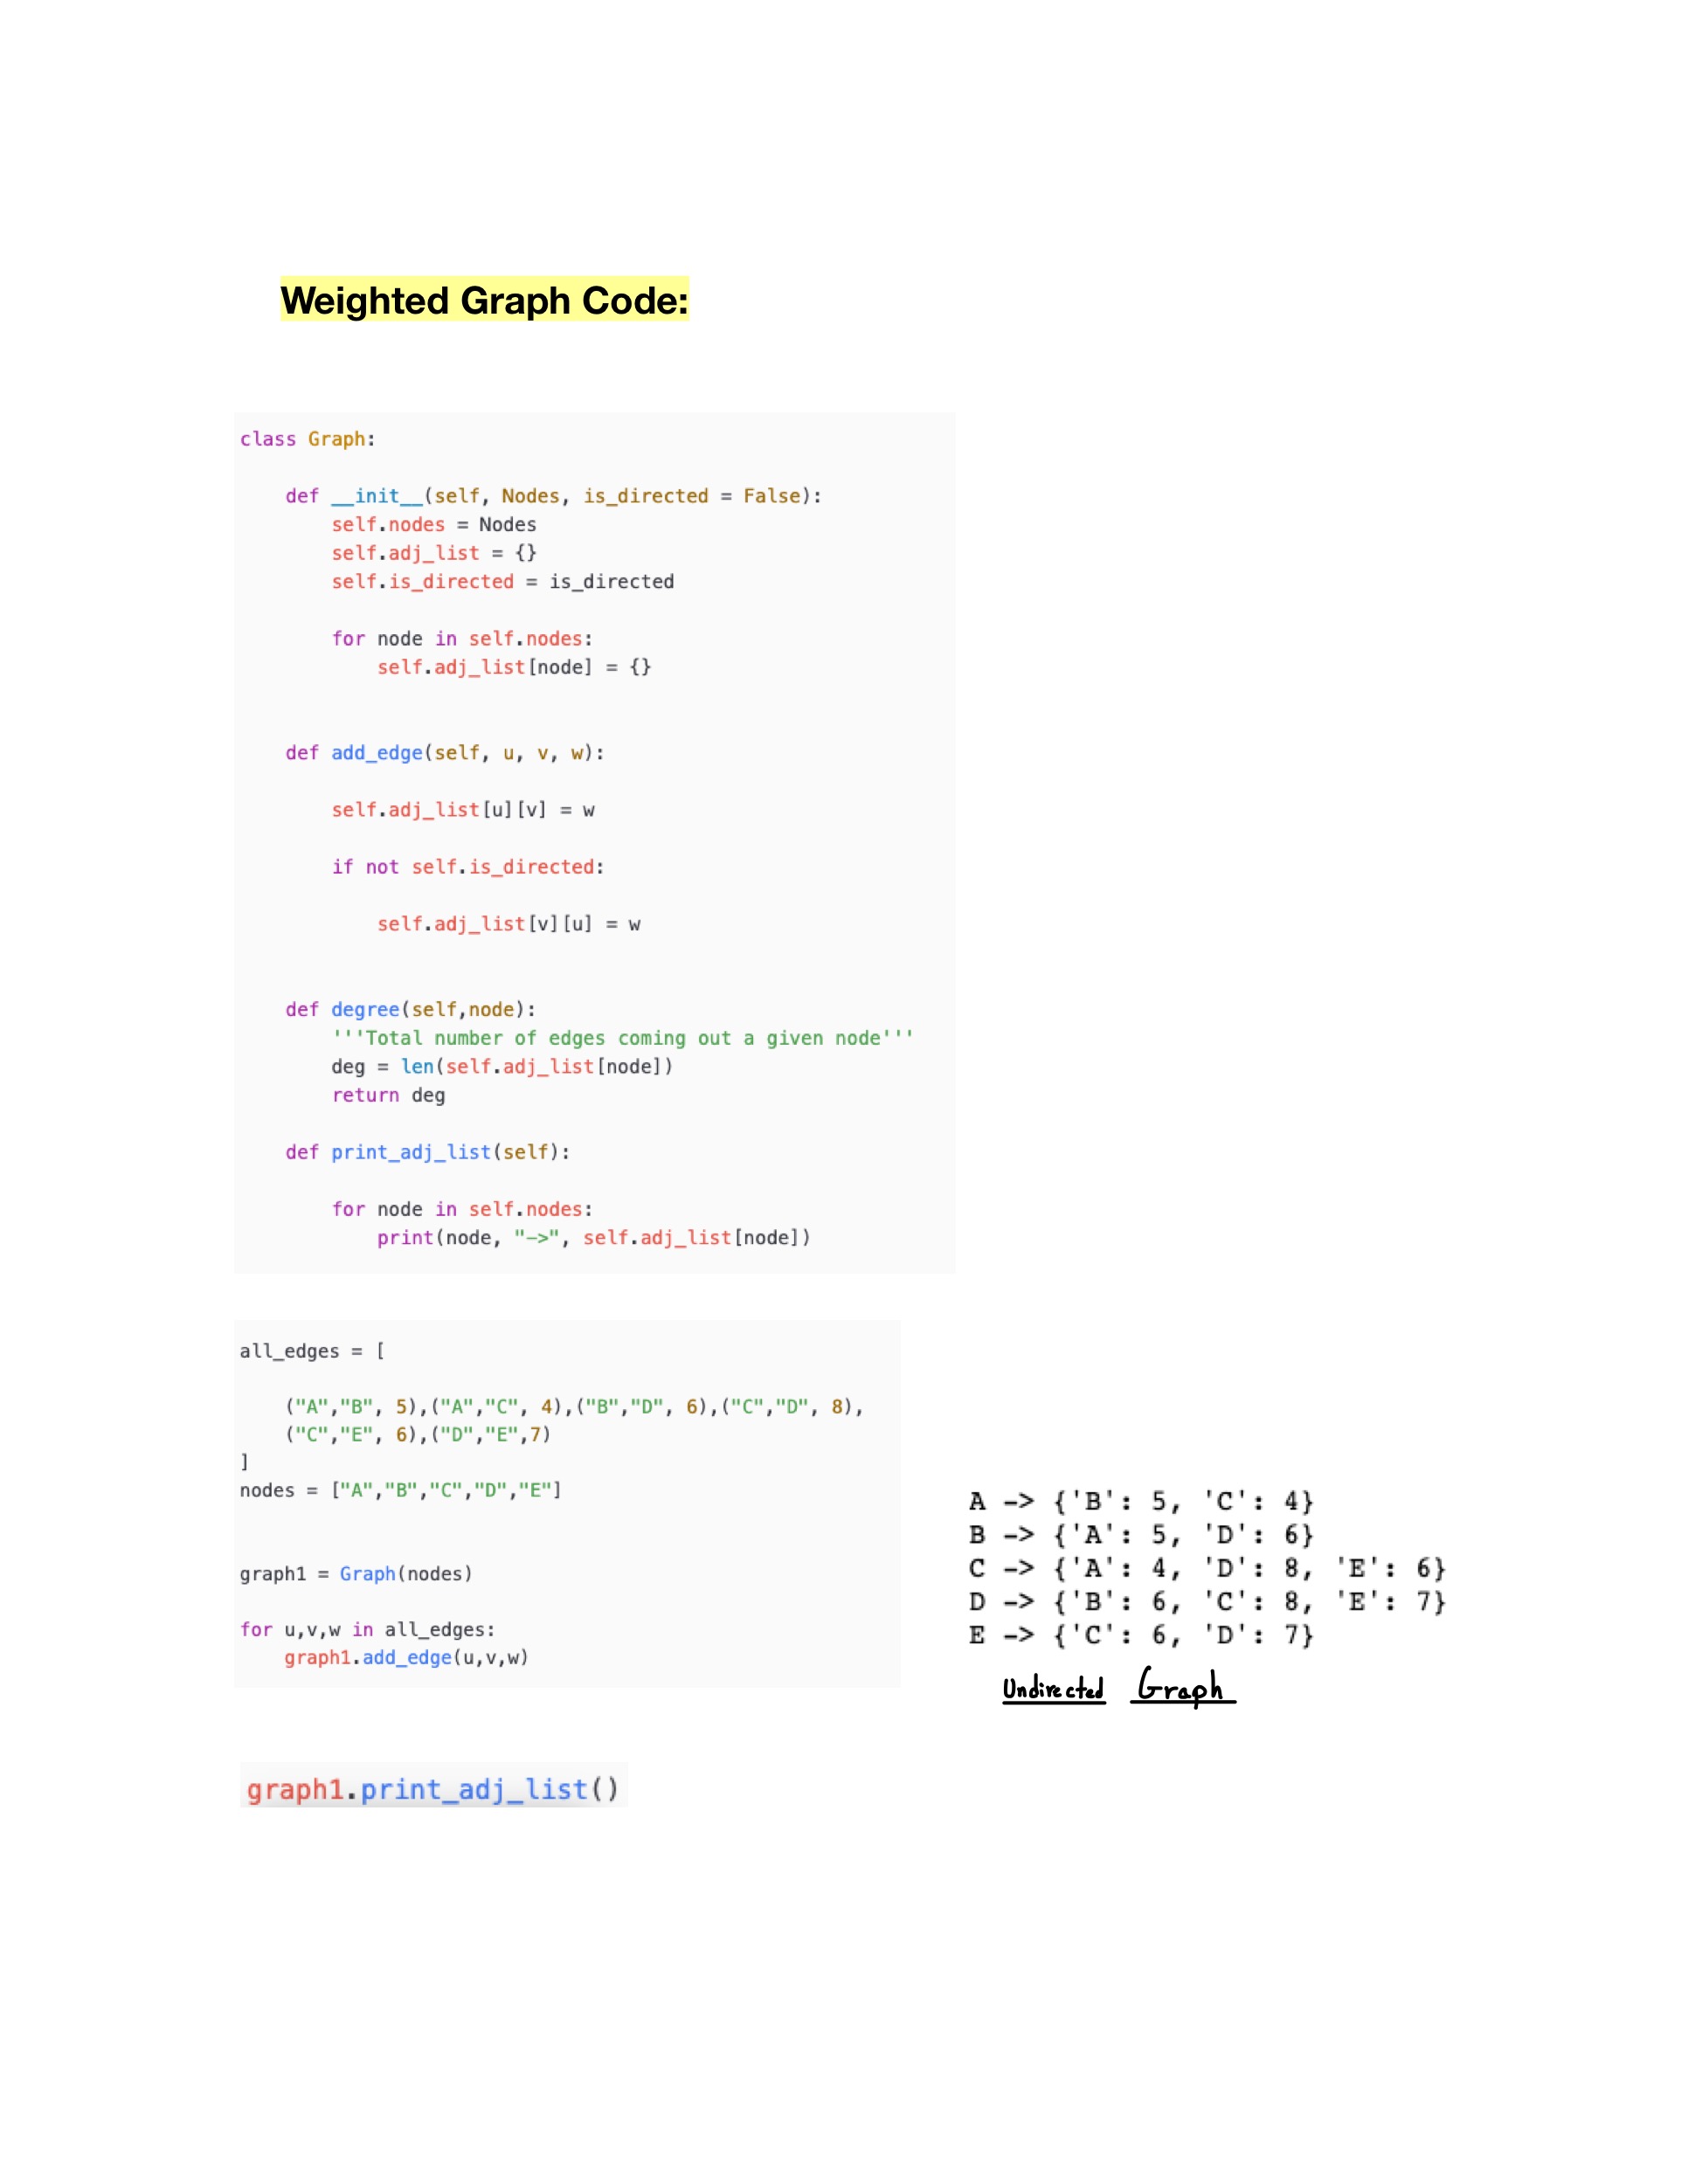 Weighted Graph Code:
class Graph:
    def __init__(self, Nodes, is_directed = False):
        self.nodes = Nodes
        self.adj_list = {}
        self.is_directed = is_directed
        for node in self.nodes:
            self.adj_list[node] = {}
    def add_edge(self, u, v, w):
        self.adj_list[u][v] = w
        if not self.is_directed:
            self.adj_list[v][u] = w
    def degree(self,node):
        '''Total number of edges coming out a given node'''
        deg = len(self.adj_list[node])
        return deg
    def print_adj_list(self):
        for node in self.nodes:
            print(node, "->", self.adj_list[node])
all_edges = [
    ("A","B", 5),("A","C", 4),("B","D", 6),("C","D", 8),
    ("C","E", 6),("D","E",7)
]
nodes = ["A","B","C","D","E"]
graph1 = Graph(nodes)
for u,v,w in all_edges:
    graph1.add_edge(u,v,w)
A -> {'B': 5, 'C': 4}
B -> {'A': 5, 'D': 6}
C -> {'A': 4, 'D': 8, 'E': 6}
D -> {'B': 6, 'C': 8, 'E': 7}
E -> {'C': 6, 'D': 7}
Undirected Graph
graph1.print_adj_list()